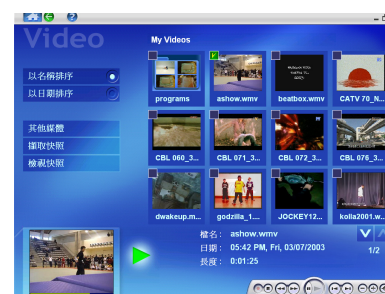 Video
My Videos
以名稱排序
以日期排序
其他媒體
擷取快照
檢視快照
programs
ashow.wmv
beatbox.wmv
CATV 70_N...
CBL 060_3...
CBL 071_3...
CBL 072_3...
CBL 076_3...
dwakeup.m...
godzilla_1....
JOCKEY12...
kolla2001.w...
檔名： ashow.wmv
日期： 05:42 PM, Fri, 03/07/2003
長度： 0:01:25
1/2